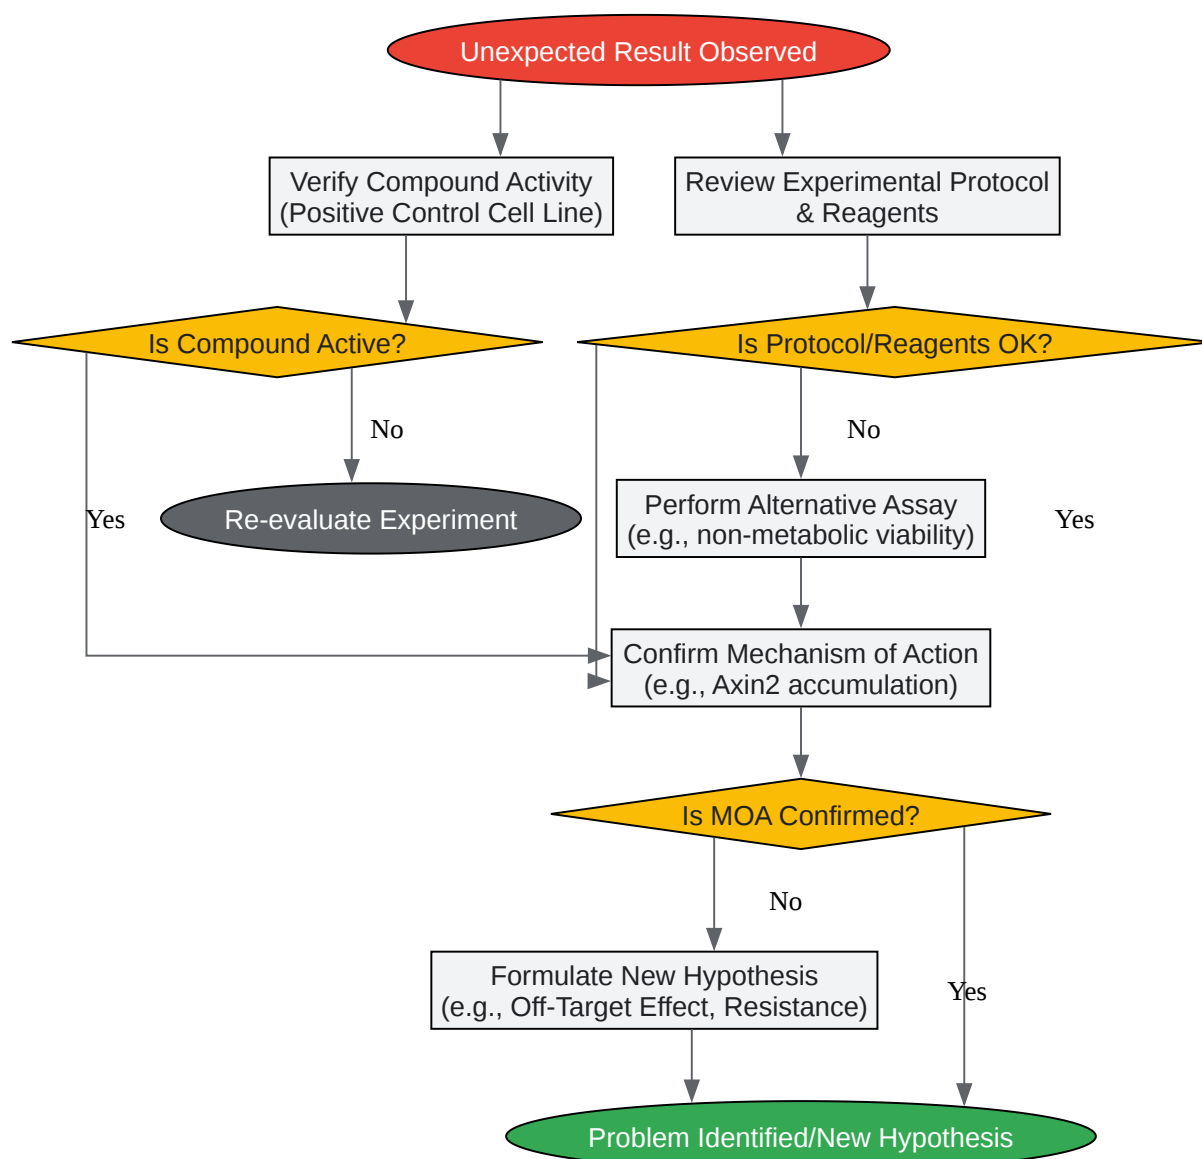 Unexpected Result Observed
Verify Compound Activity
(Positive Control Cell Line)
Review Experimental Protocol
& Reagents
Is Compound Active?
Is Protocol/Reagents OK?
No
No
Yes
Re-evaluate Experiment
Perform Alternative Assay
(e.g., non-metabolic viability)
Yes
Confirm Mechanism of Action
(e.g., Axin2 accumulation)
Is MOA Confirmed?
No
Formulate New Hypothesis
(e.g., Off-Target Effect, Resistance)
Yes
Problem Identified/New Hypothesis